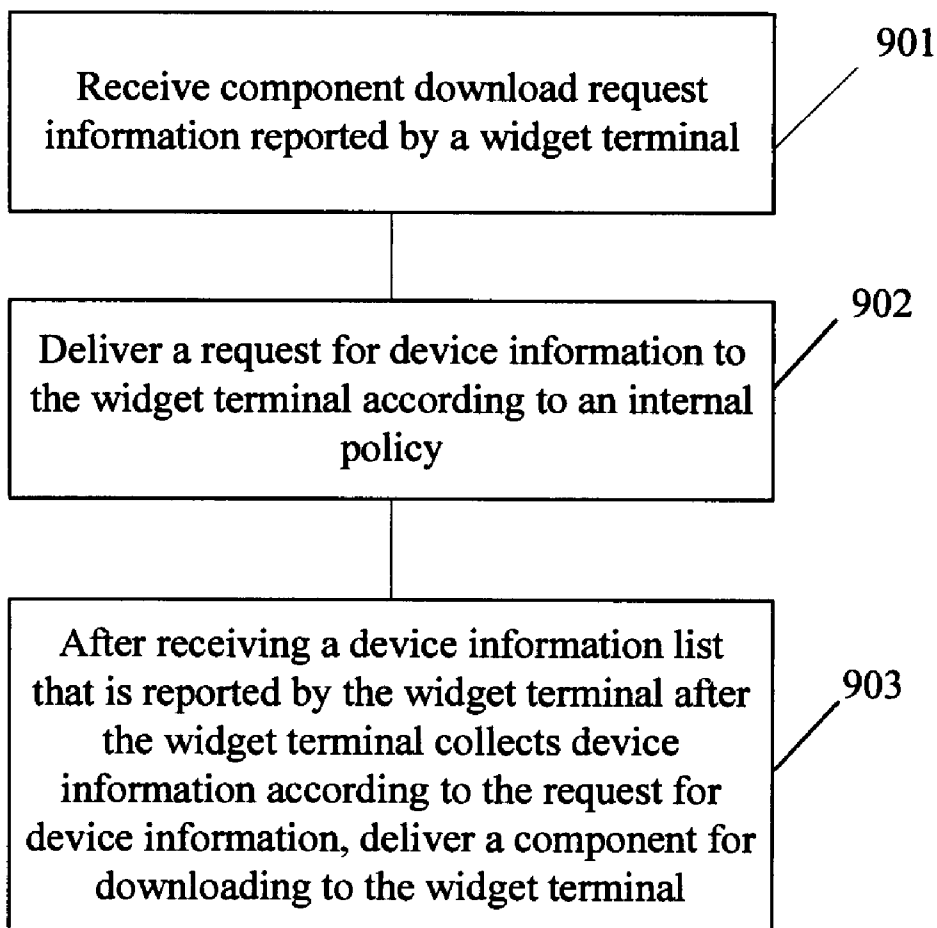 901
Receive component download request
information reported by a widget terminal
902
Deliver a request for device information to
the widget terminal according to an internal
policy
903
After receiving a device information list
that is reported by the widget terminal after
the widget terminal collects device
information according to the request for
device information, deliver a component for
downloading to the widget terminal